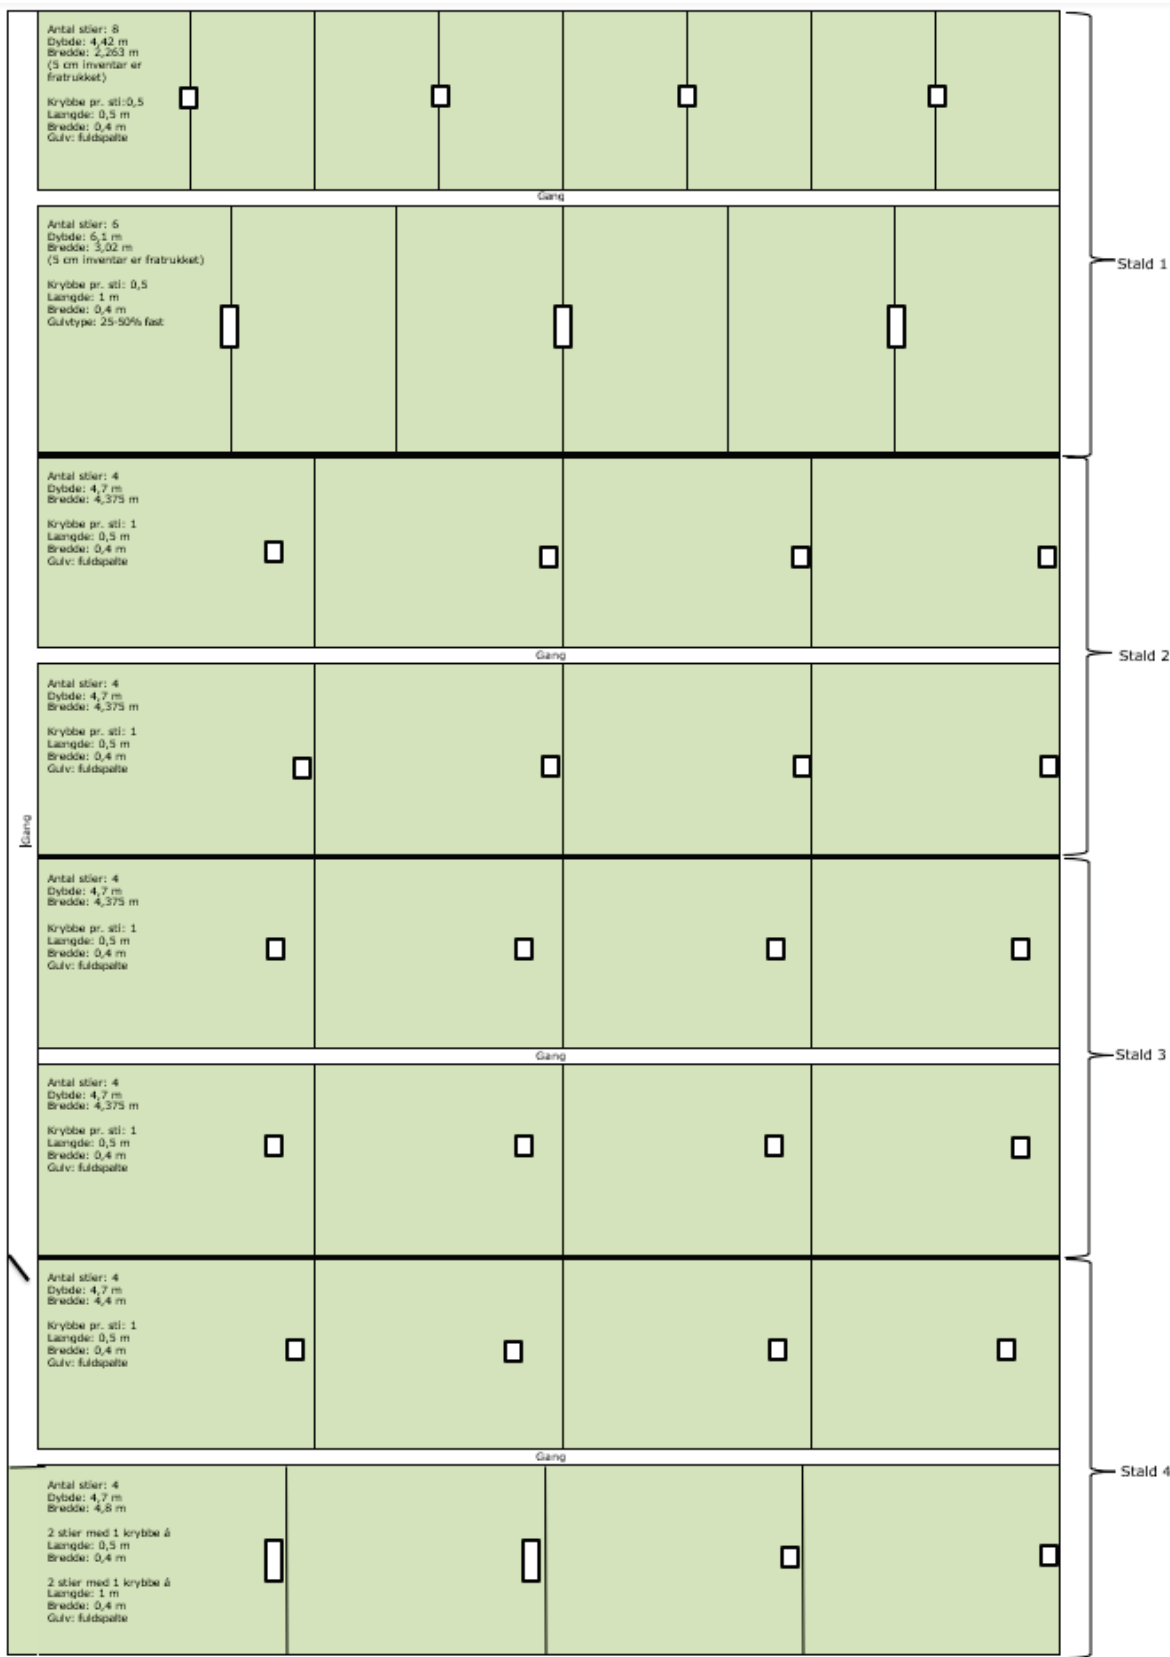 Antal stier: 8
Dybde: 4,42 m
Bredde: 2,263 m
(5 cm inventar er
fratrukket)
Krybbe pr. sti:0,5
Længde: 0,5 m
Bredde: 0,4 m
Gulv: fuldspalte
Gang
Antal stier: 6
Dybde: 6,1 m
Bredde: 3,02 m
(5 cm inventar er fratrukket)
Krybbe pr. sti: 0,5
Længde: 1 m
Bredde: 0,4 m
Gulvtype: 25-50% fast
Stald 1
Antal stier: 4
Dybde: 4,7 m
Bredde: 4,375 m
Krybbe pr. sti: 1
Længde: 0,5 m
Bredde: 0,4 m
Gulv: fuldspalte
Gang
Stald 2
Antal stier: 4
Dybde: 4,7 m
Bredde: 4,375 m
Krybbe pr. sti: 1
Længde: 0,5 m
Bredde: 0,4 m
Gulv: fuldspalte
Gang
Antal stier: 4
Dybde: 4,7 m
Bredde: 4,375 m
Krybbe pr. sti: 1
Længde: 0,5 m
Bredde: 0,4 m
Gulv: fuldspalte
Gang
Stald 3
Antal stier: 4
Dybde: 4,7 m
Bredde: 4,375 m
Krybbe pr. sti: 1
Længde: 0,5 m
Bredde: 0,4 m
Gulv: fuldspalte
Antal stier: 4
Dybde: 4,7 m
Bredde: 4,4 m
Krybbe pr. sti: 1
Længde: 0,5 m
Bredde: 0,4 m
Gulv: fuldspalte
Gang
Stald 4
Antal stier: 4
Dybde: 4,7 m
Bredde: 4,8 m
2 stier med 1 krybbe á
Længde: 0,5 m
Bredde: 0,4 m
2 stier med 1 krybbe á
Længde: 1 m
Bredde: 0,4 m
Gulv: fuldspalte